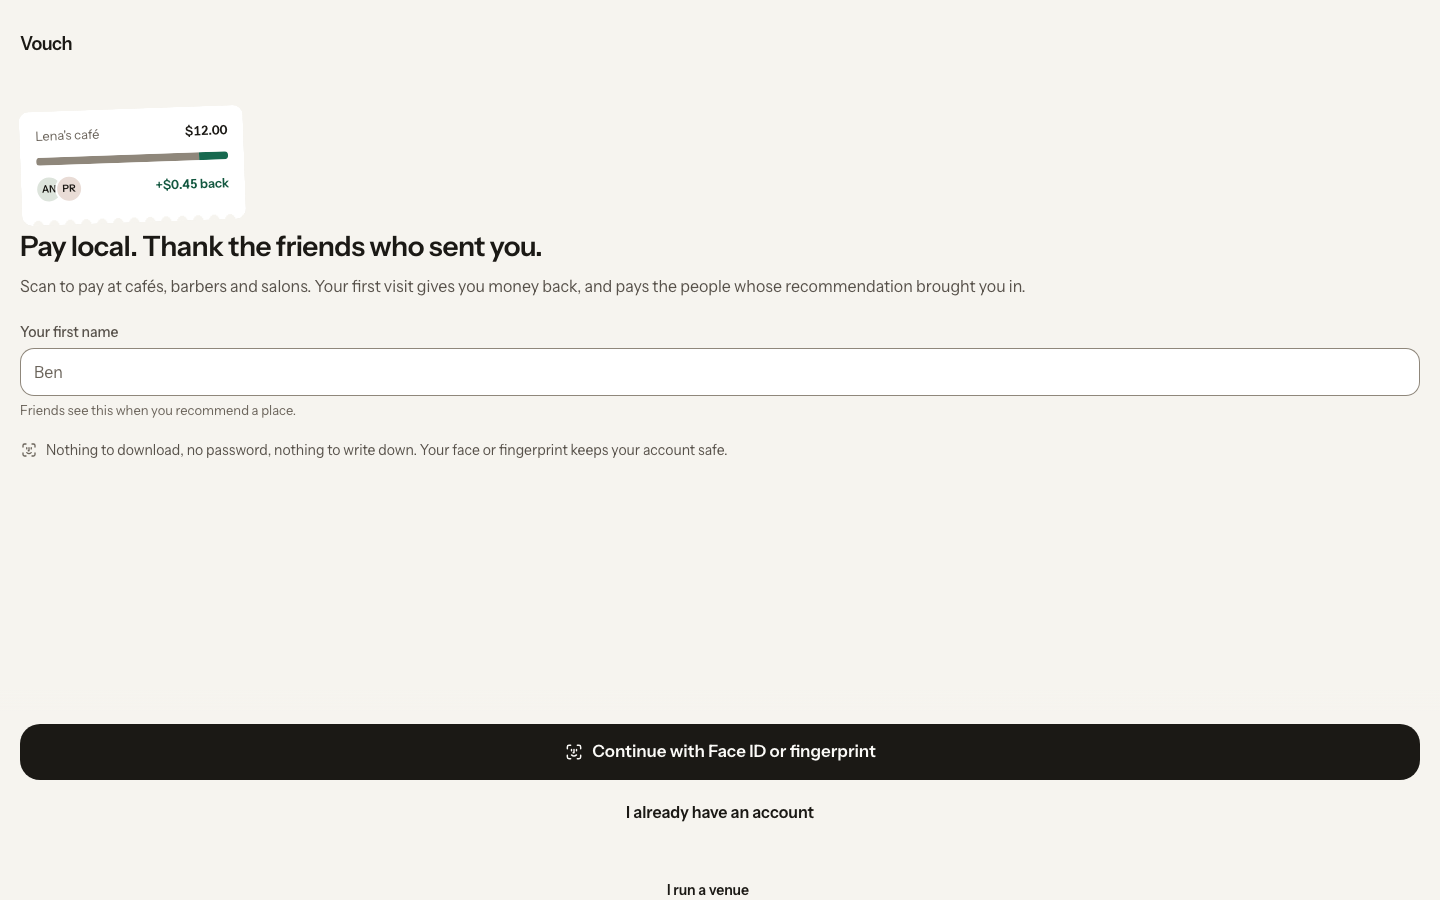 Vouch
Lena's café $12.00
AN PR +$0.45 back
Pay local. Thank the friends who sent you.
Scan to pay at cafés, barbers and salons. Your first visit gives you money back, and pays the people whose recommendation brought you in.
Your first name
Ben
Friends see this when you recommend a place.
Nothing to download, no password, nothing to write down. Your face or fingerprint keeps your account safe.
Continue with Face ID or fingerprint
I already have an account
I run a venue